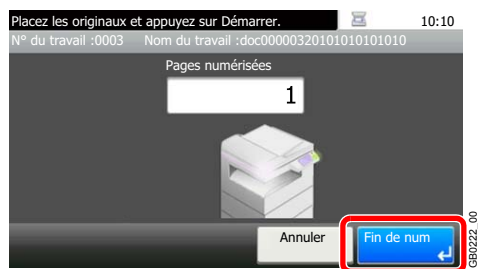 Placez les originaux et appuyez sur Démarrer. 10:10
N° du travail :0003 Nom du travail :doc00000320101010101010
Pages numérisées
1
Annuler
Fin de num
GB0222_00